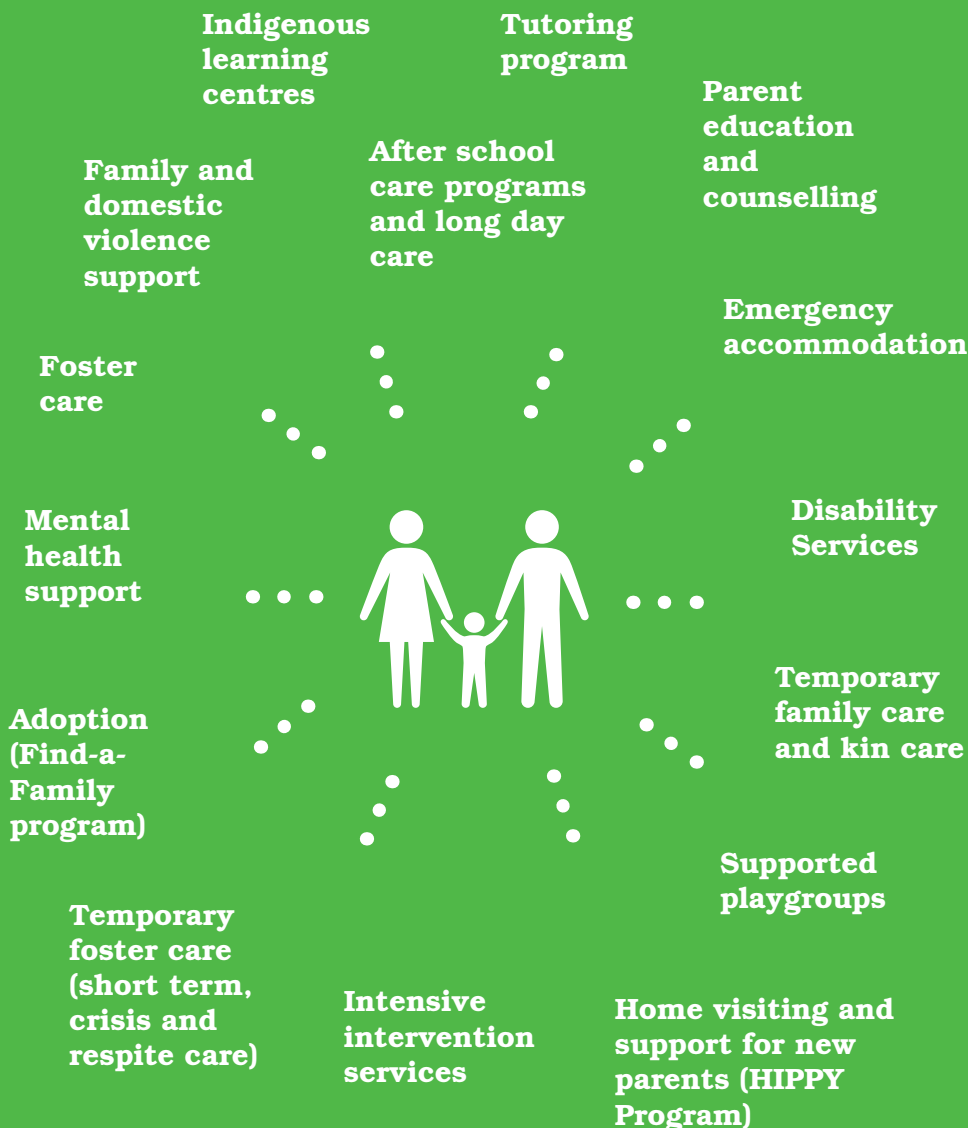 Indigenous
learning
centres
Tutoring
program
Parent
education
and
counselling
Family and
domestic
violence
support
After school
care programs
and long day
care
Emergency
accommodation
Foster
care
Mental
health
support
Disability
Services
Temporary
family care
and kin care
Adoption
(Find-a-
Family
program)
Supported
playgroups
Temporary
foster care
(short term,
crisis and
respite care)
Intensive
intervention
services
Home visiting and
support for new
parents (HIPPY
Program)